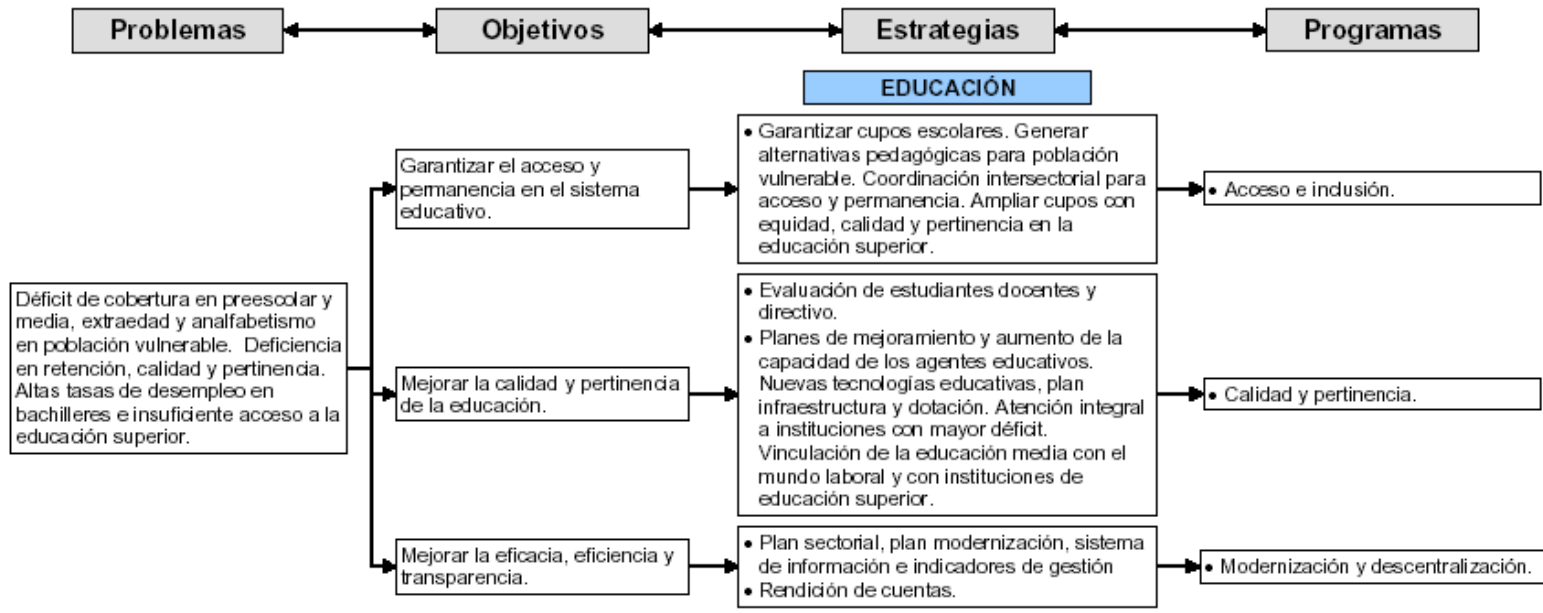 Problemas
Objetivos
Estrategias
Programas
EDUCACIÓN
Déficit de cobertura en preescolar y
media, extraedad y analfabetismo
en población vulnerable. Deficiencia
en retención, calidad y pertinencia.
Altas tasas de desempleo en
bachilleres e insuficiente acceso a la
educación superior.
Garantizar el acceso y
permanencia en el sistema
educativo.
• Garantizar cupos escolares. Generar
alternativas pedagógicas para población
vulnerable. Coordinación intersectorial para
acceso y permanencia. Ampliar cupos con
equidad, calidad y pertinencia en la
educación superior.
• Acceso e inclusión.
Mejorar la calidad y pertinencia
de la educación.
• Evaluación de estudiantes docentes y
directivo.
• Planes de mejoramiento y aumento de la
capacidad de los agentes educativos.
Nuevas tecnologías educativas, plan
infraestructura y dotación. Atención integral
a instituciones con mayor déficit.
Vinculación de la educación media con el
mundo laboral y con instituciones de
educación superior.
• Calidad y pertinencia.
Mejorar la eficacia, eficiencia y
transparencia.
• Plan sectorial, plan modernización, sistema
de información e indicadores de gestión
• Rendición de cuentas.
• Modernización y descentralización.